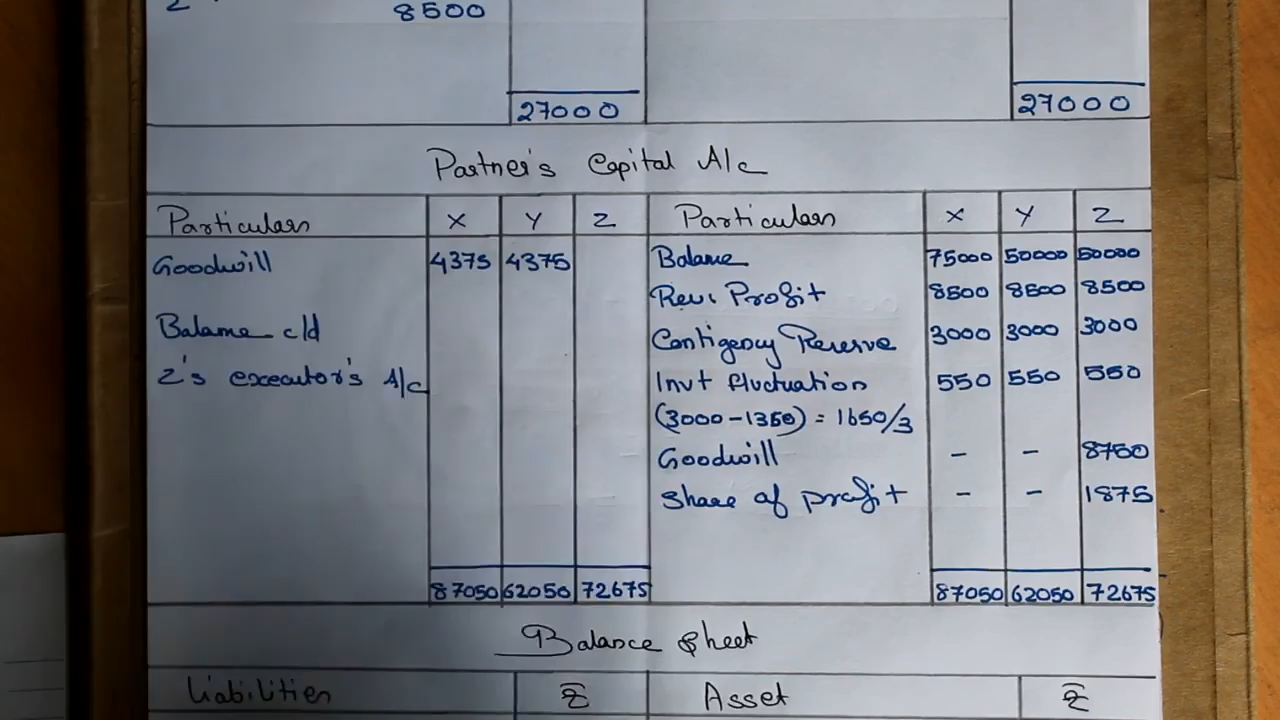 Z 8500
27000 27000
Partner's Capital A/c
Particulars X Y Z Particulars X Y Z
Goodwill 4375 4375 Balance 75000 50000 50000
Rev. Profit 8500 8500 8500
Balance c/d Contigency Reserve 3000 3000 3000
Z's executor's A/c Invt fluctuation 550 550 550
(3000-1350) = 1650/3
Goodwill - - 8750
Share of profit - - 1875
87050 62050 72675 87050 62050 72675
Balance Sheet
Liabilities ₹ Asset ₹